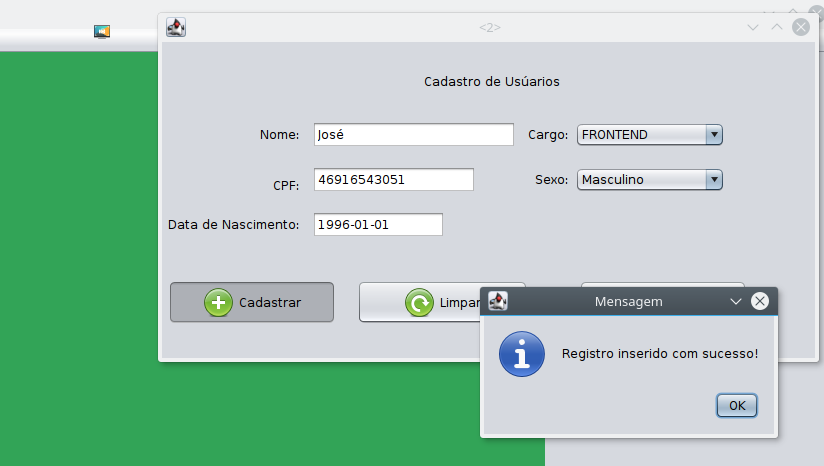 <2>
Cadastro de Usúarios
Nome: José Cargo: FRONTEND
CPF: 46916543051 Sexo: Masculino
Data de Nascimento: 1996-01-01
Cadastrar Limpar
Mensagem
Registro inserido com sucesso!
OK